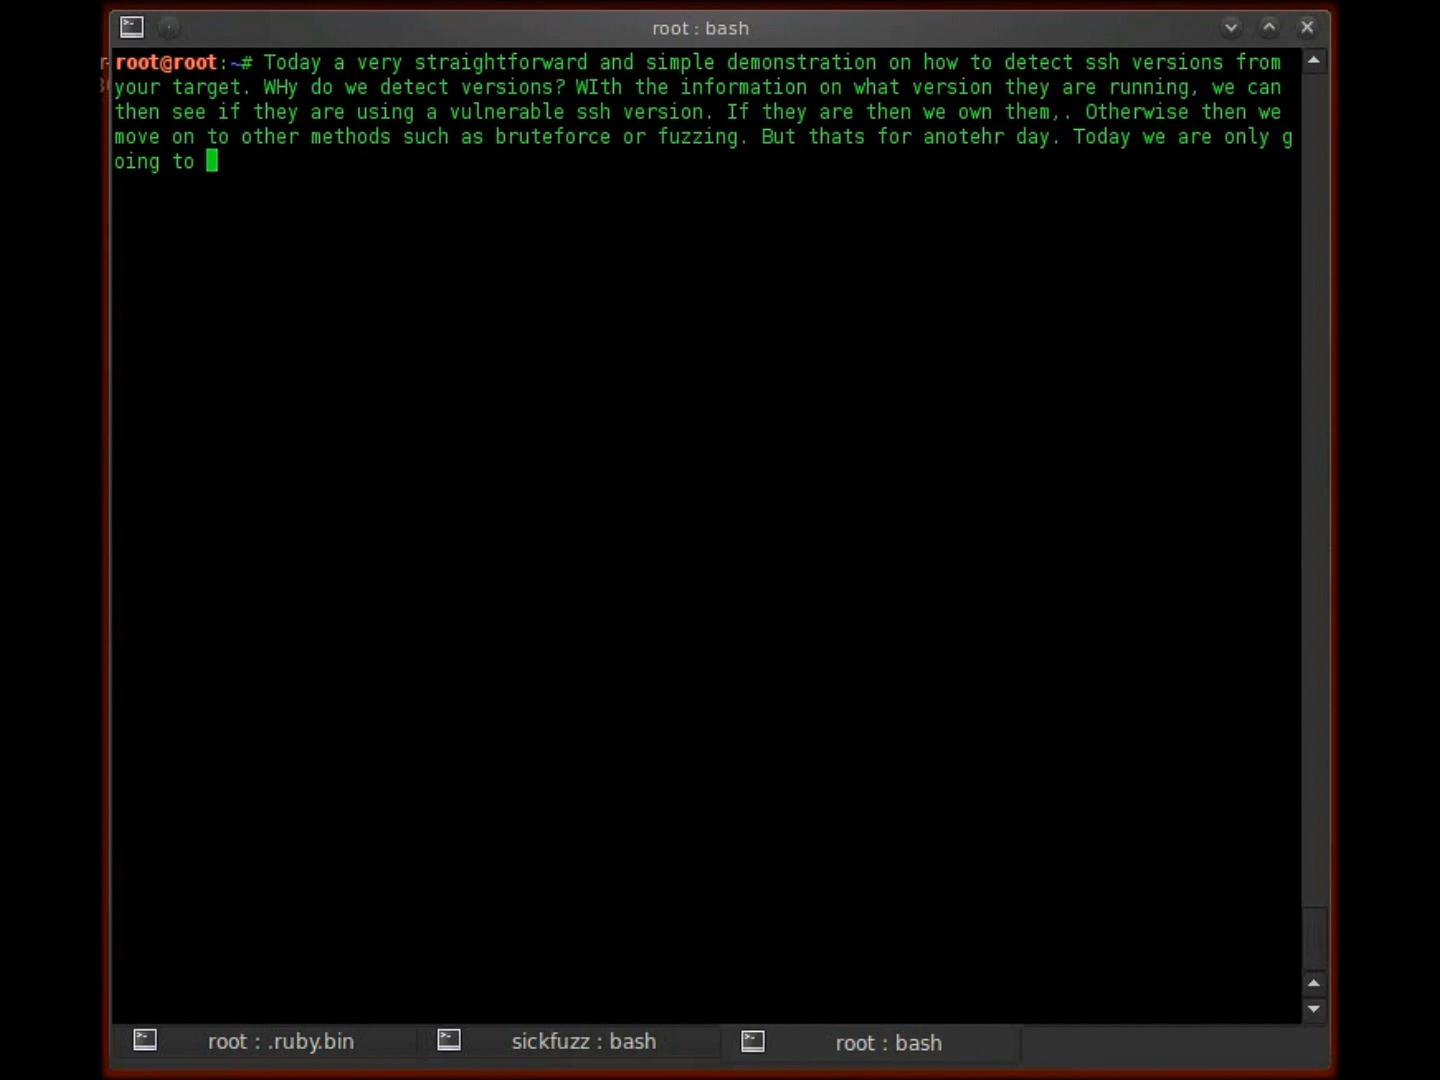 root : bash
root@root:~# Today a very straightforward and simple demonstration on how to detect ssh versions from
your target. WHy do we detect versions? WIth the information on what version they are running, we can
then see if they are using a vulnerable ssh version. If they are then we own them,. Otherwise then we
move on to other methods such as bruteforce or fuzzing. But thats for anotehr day. Today we are only g
oing to
root : .ruby.bin
sickfuzz : bash
root : bash